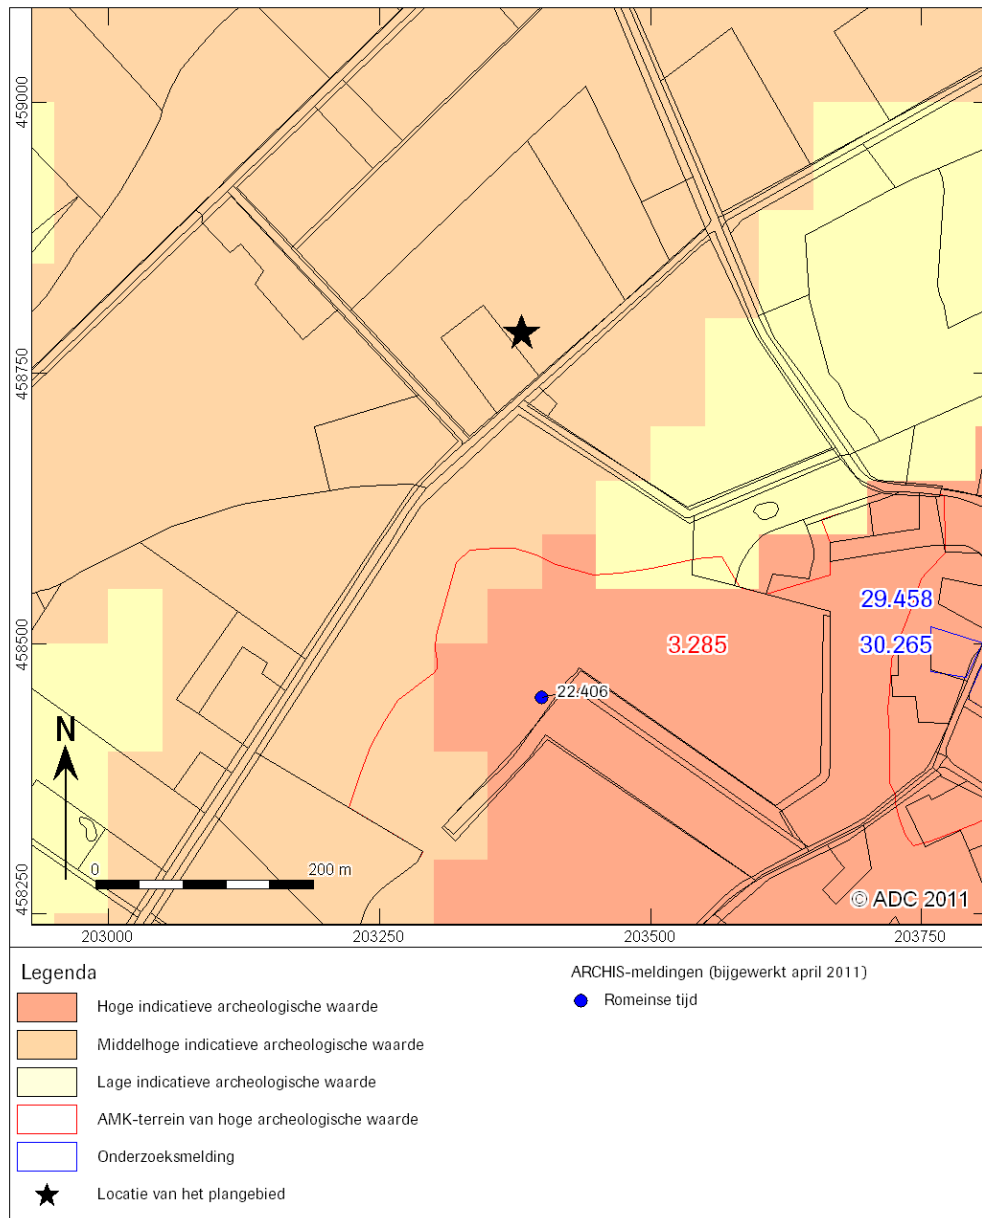 459000
458750
458500
458250
29.458
3.285
30.265
22.406
N
0
200 m
© ADC 2011
203000
203250
203500
203750
Legenda
Hoge indicatieve archeologische waarde
Middelhoge indicatieve archeologische waarde
Lage indicatieve archeologische waarde
AMK-terrein van hoge archeologische waarde
Onderzoeksmelding
Locatie van het plangebied
ARCHIS-meldingen (bijgewerkt april 2011)
Romeinse tijd